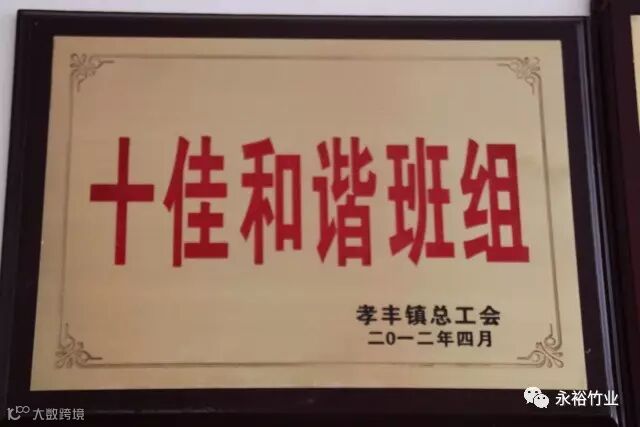 十佳和谐班组
孝丰镇总工会
二0一二年四月
永裕竹业
大数跨境